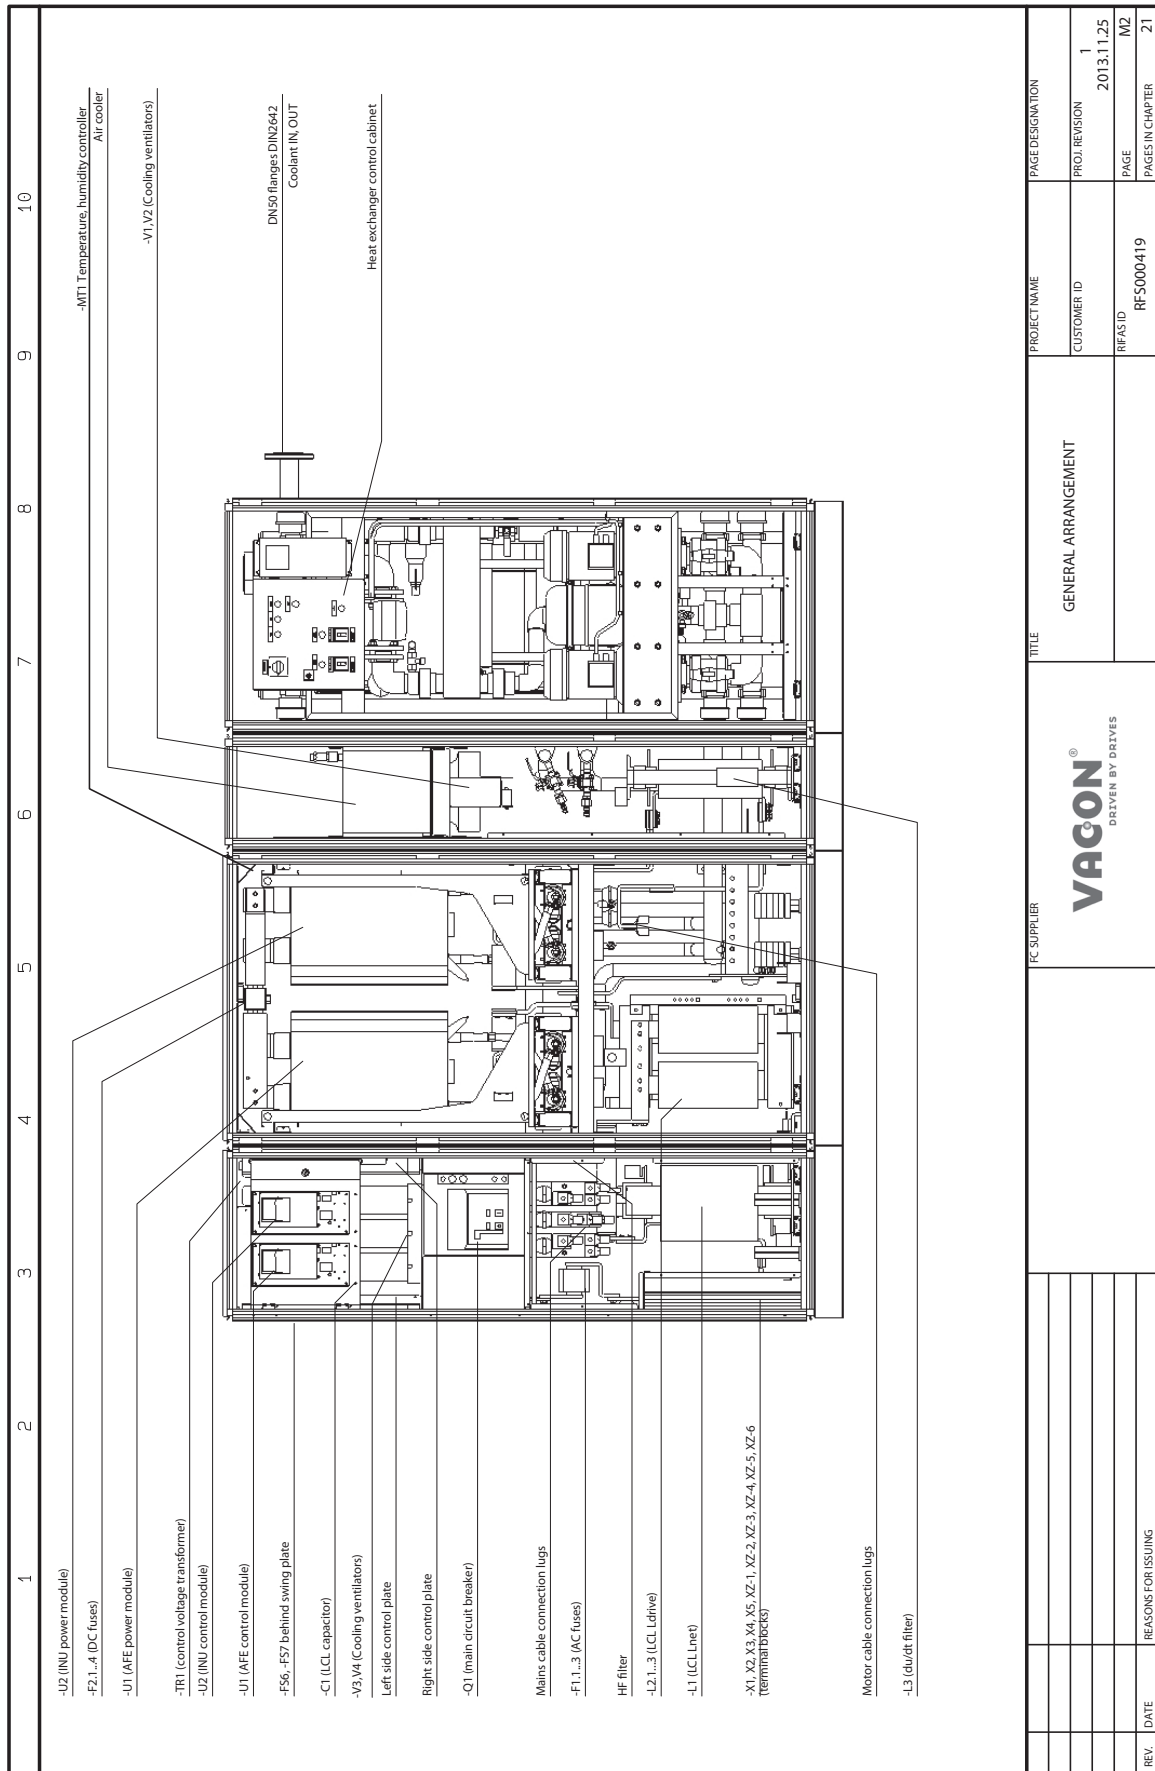 1
2
3
4
5
6
7
8
9
10
-U2 (INU power module)
-F2.1..4 (DC fuses)
-U1 (AFE power module)
-TR1 (control voltage transformer)
-U2 (INU control module)
-U1 (AFE control module)
-FS6, -FS7 behind swing plate
-C1 (LCL capacitor)
-V3,V4 (Cooling ventilators)
Left side control plate
Right side control plate
-Q1 (main circuit breaker)
Mains cable connection lugs
-F1.1..3 (AC fuses)
HF filter
-L2.1..3 (LCL Ldrive)
-L1 (LCL Lnet)
-X1, X2, X3, X4, X5, XZ-1, XZ-2, XZ-3, XZ-4, XZ-5, XZ-6
(terminal blocks)
Motor cable connection lugs
-L3 (du/dt filter)
-MT1 Temperature, humidity controller
Air cooler
-V1,V2 (Cooling ventilators)
DN50 flanges DIN2642
Coolant IN, OUT
Heat exchanger control cabinet
REV.
DATE
REASONS FOR ISSUING
FC SUPPLIER
VACON®
DRIVEN BY DRIVES
TITLE
GENERAL ARRANGEMENT
PROJECT NAME
CUSTOMER ID
RIFAS ID
RFS000419
PAGE DESIGNATION
PROJ. REVISION
1
2013.11.25
PAGE
M2
PAGES IN CHAPTER
21